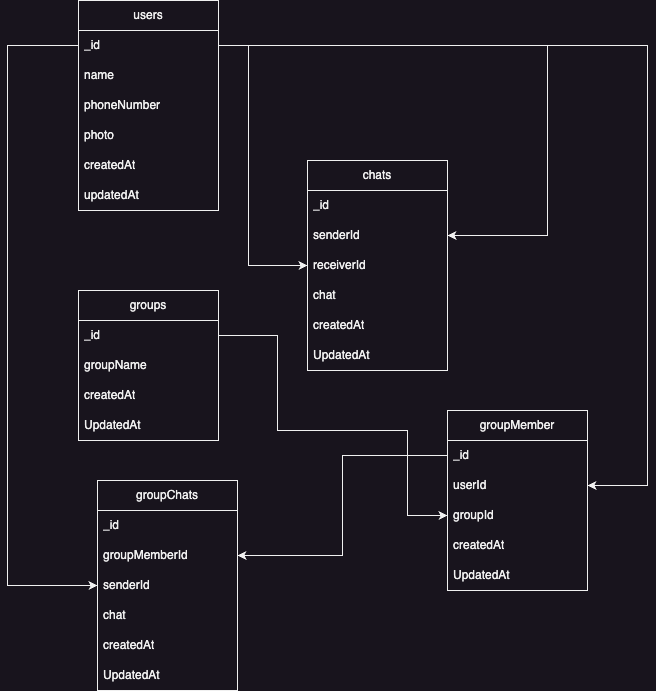 users
_id
name
phoneNumber
photo
createdAt
updatedAt
chats
_id
senderId
receiverId
chat
createdAt
UpdatedAt
groups
_id
groupName
createdAt
UpdatedAt
groupMember
_id
userId
groupId
createdAt
UpdatedAt
groupChats
_id
groupMemberId
senderId
chat
createdAt
UpdatedAt